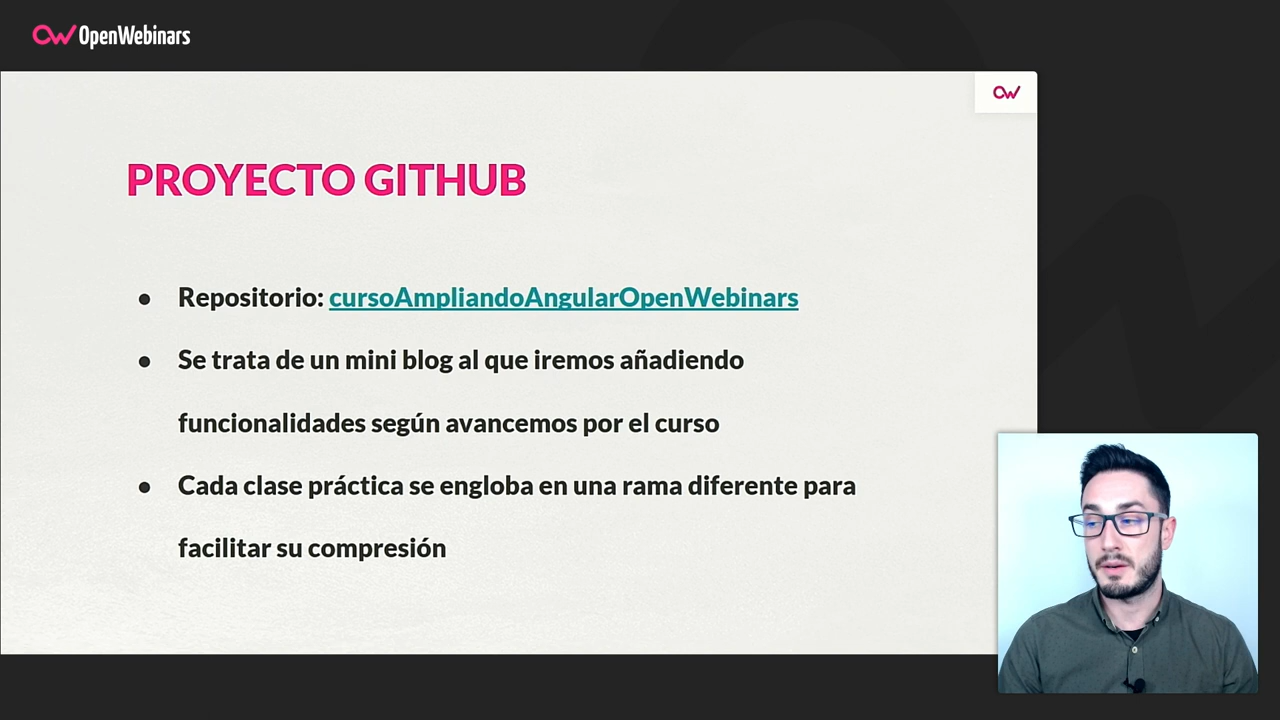 OpenWebinars
PROYECTO GITHUB
● Repositorio: cursoAmpliandoAngularOpenWebinars
● Se trata de un mini blog al que iremos añadiendo
funcionalidades según avancemos por el curso
● Cada clase práctica se engloba en una rama diferente para
facilitar su compresión